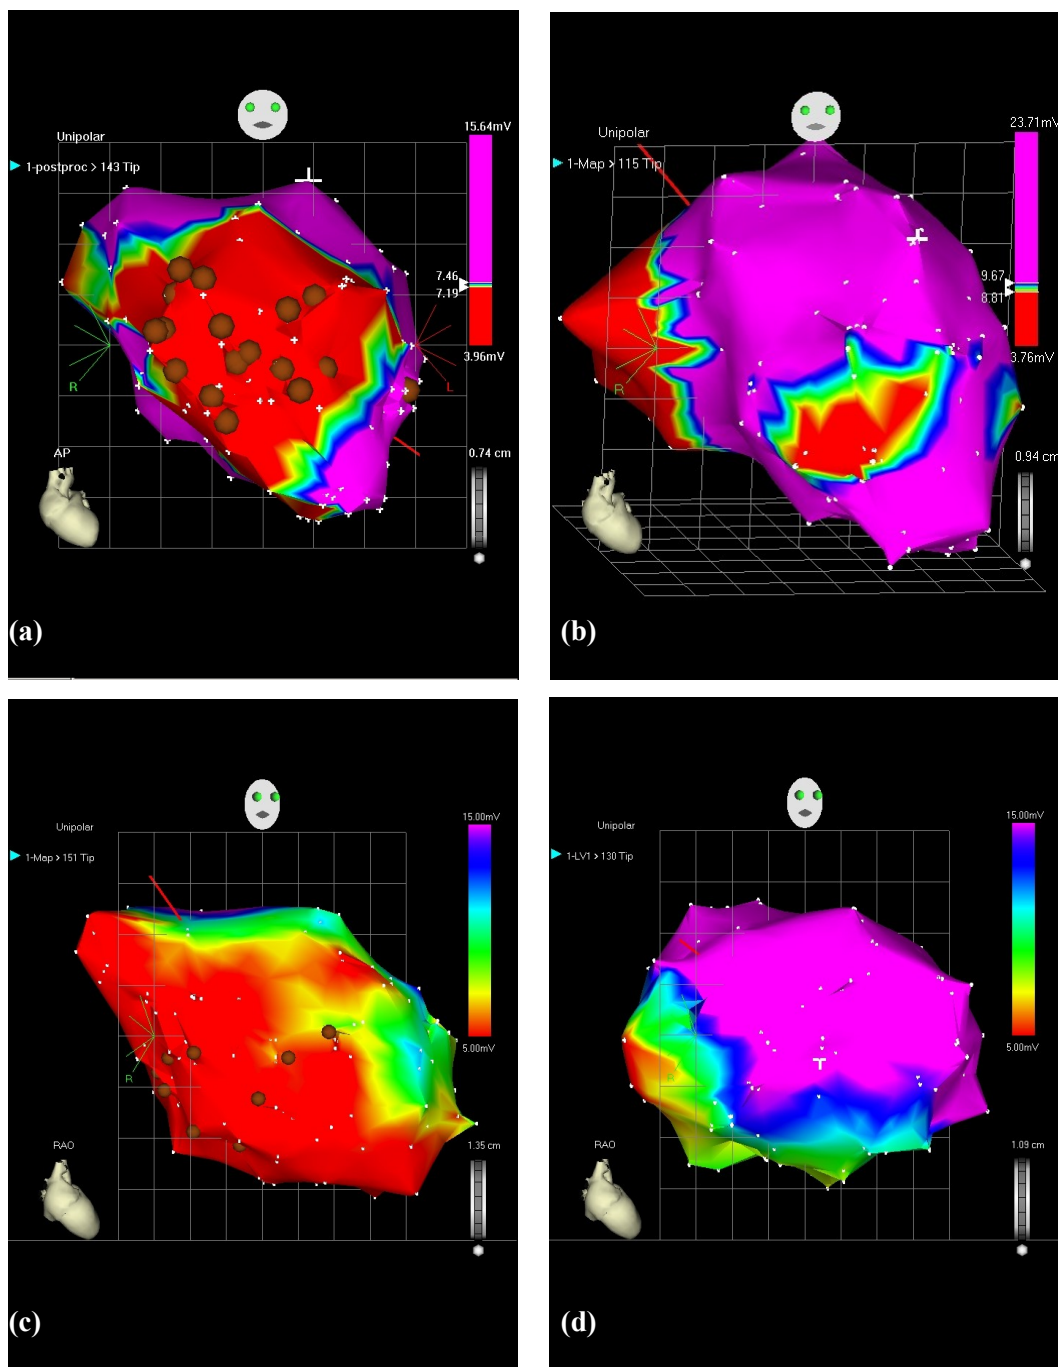 Unipolar
1-postproc > 143 Tip
15.64mV
7.46
7.19
3.96mV
R
L
AP
0.74 cm
(a)
Unipolar
1-Map > 115 Tip
23.71mV
9.67
8.81
3.76mV
R
0.94 cm
(b)
Unipolar
1-Map > 151 Tip
15.00mV
5.00mV
R
RAO
1.35 cm
(c)
Unipolar
1-LV1 > 130 Tip
15.00mV
5.00mV
R
RAO
1.09 cm
(d)